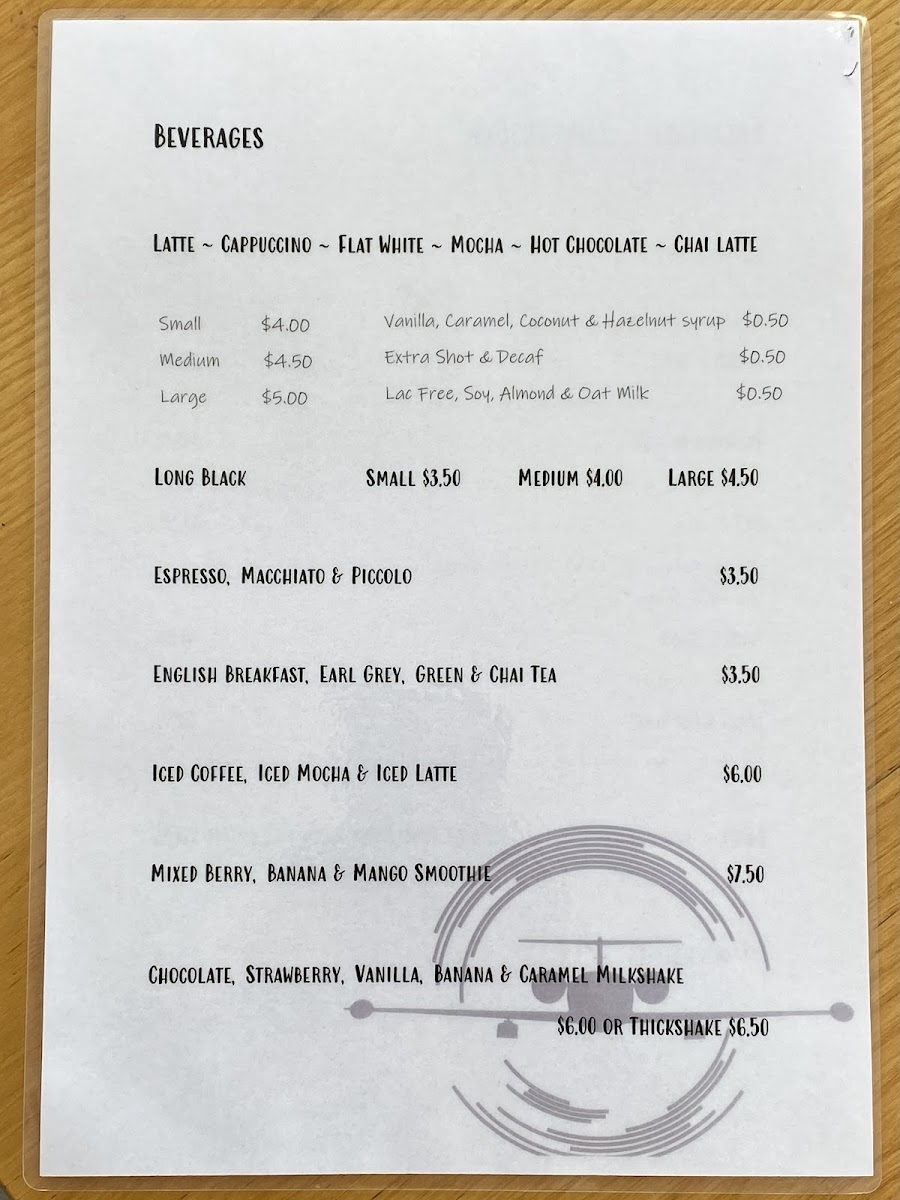 BEVERAGES
LATTE ~ CAPPUCCINO ~ FLAT WHITE ~ MOCHA ~ HOT CHOCOLATE ~ CHAI LATTE
Small $4.00 Vanilla, Caramel, Coconut & Hazelnut syrup $0.50
Medium $4.50 Extra Shot & Decaf $0.50
Large $5.00 Lac Free, Soy, Almond & Oat Milk $0.50
LONG BLACK SMALL $3.50 MEDIUM $4.00 LARGE $4.50
ESPRESSO, MACCHIATO & PICCOLO $3.50
ENGLISH BREAKFAST, EARL GREY, GREEN & CHAI TEA $3.50
ICED COFFEE, ICED MOCHA & ICED LATTE $6.00
MIXED BERRY, BANANA & MANGO SMOOTHIE $7.50
CHOCOLATE, STRAWBERRY, VANILLA, BANANA & CARAMEL MILKSHAKE
$6.00 OR THICKSHAKE $6.50